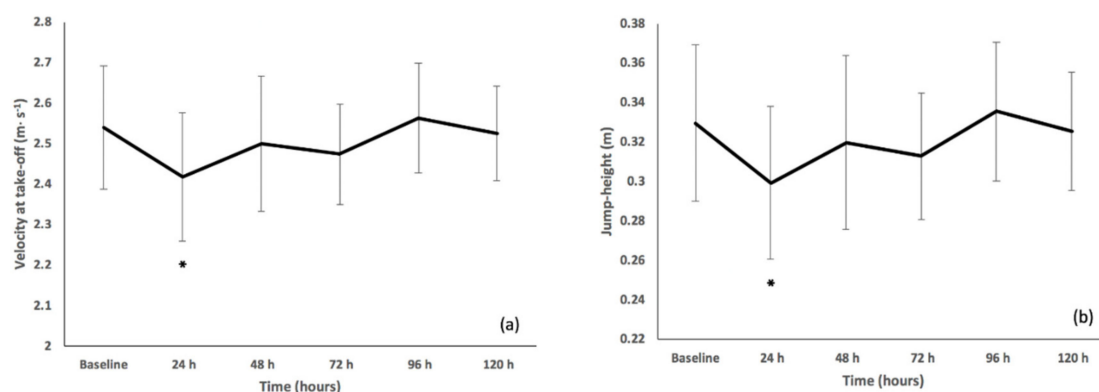 2.8
2.7
2.6
2.5
2.4
2.3
2.2
2.1
2
Velocity at take-off (m· s⁻¹)
*
(a)
Baseline 24 h 48 h 72 h 96 h 120 h
Time (hours)
0.38
0.36
0.34
0.32
0.3
0.28
0.26
0.24
0.22
Jump-height (m)
*
(b)
Baseline 24 h 48 h 72 h 96 h 120 h
Time (hours)